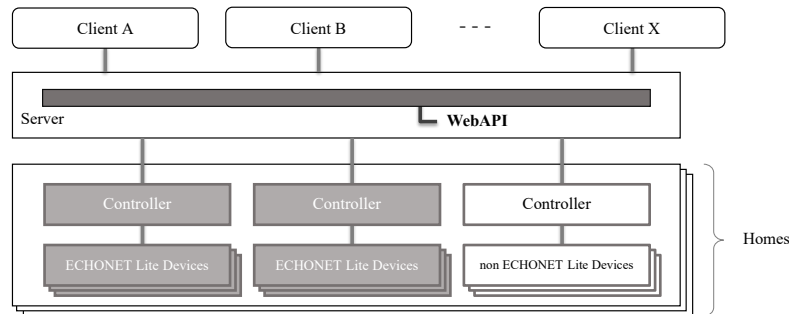 Client A
Client B
- - -
Client X
Server
WebAPI
Controller
Controller
Controller
ECHONET Lite Devices
ECHONET Lite Devices
non ECHONET Lite Devices
Homes